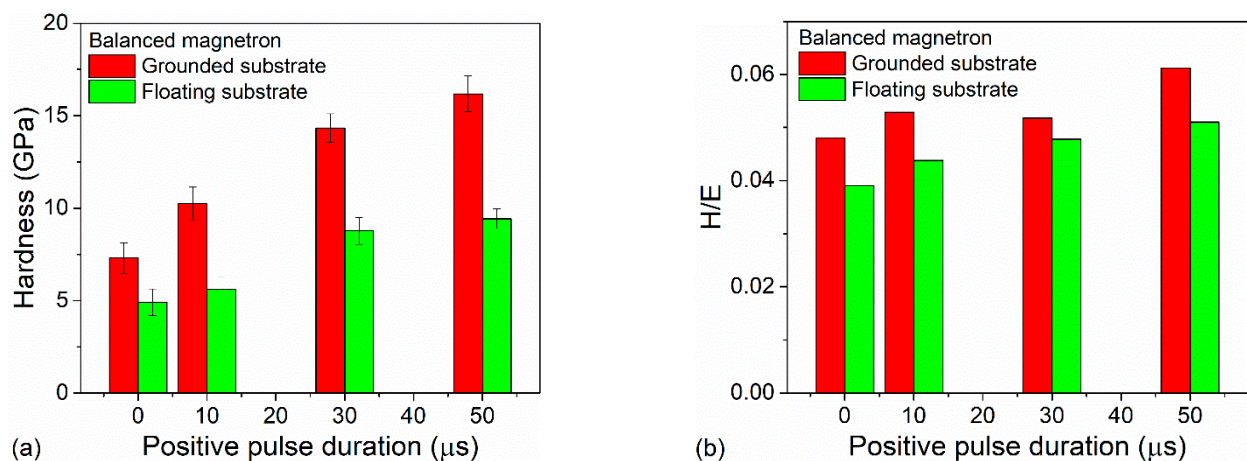 20
15
10
5
0
Hardness (GPa)
Balanced magnetron
Grounded substrate
Floating substrate
0 10 20 30 40 50
Positive pulse duration (μs)
(a)
0.06
0.04
0.02
0.00
H/E
Balanced magnetron
Grounded substrate
Floating substrate
0 10 20 30 40 50
Positive pulse duration (μs)
(b)